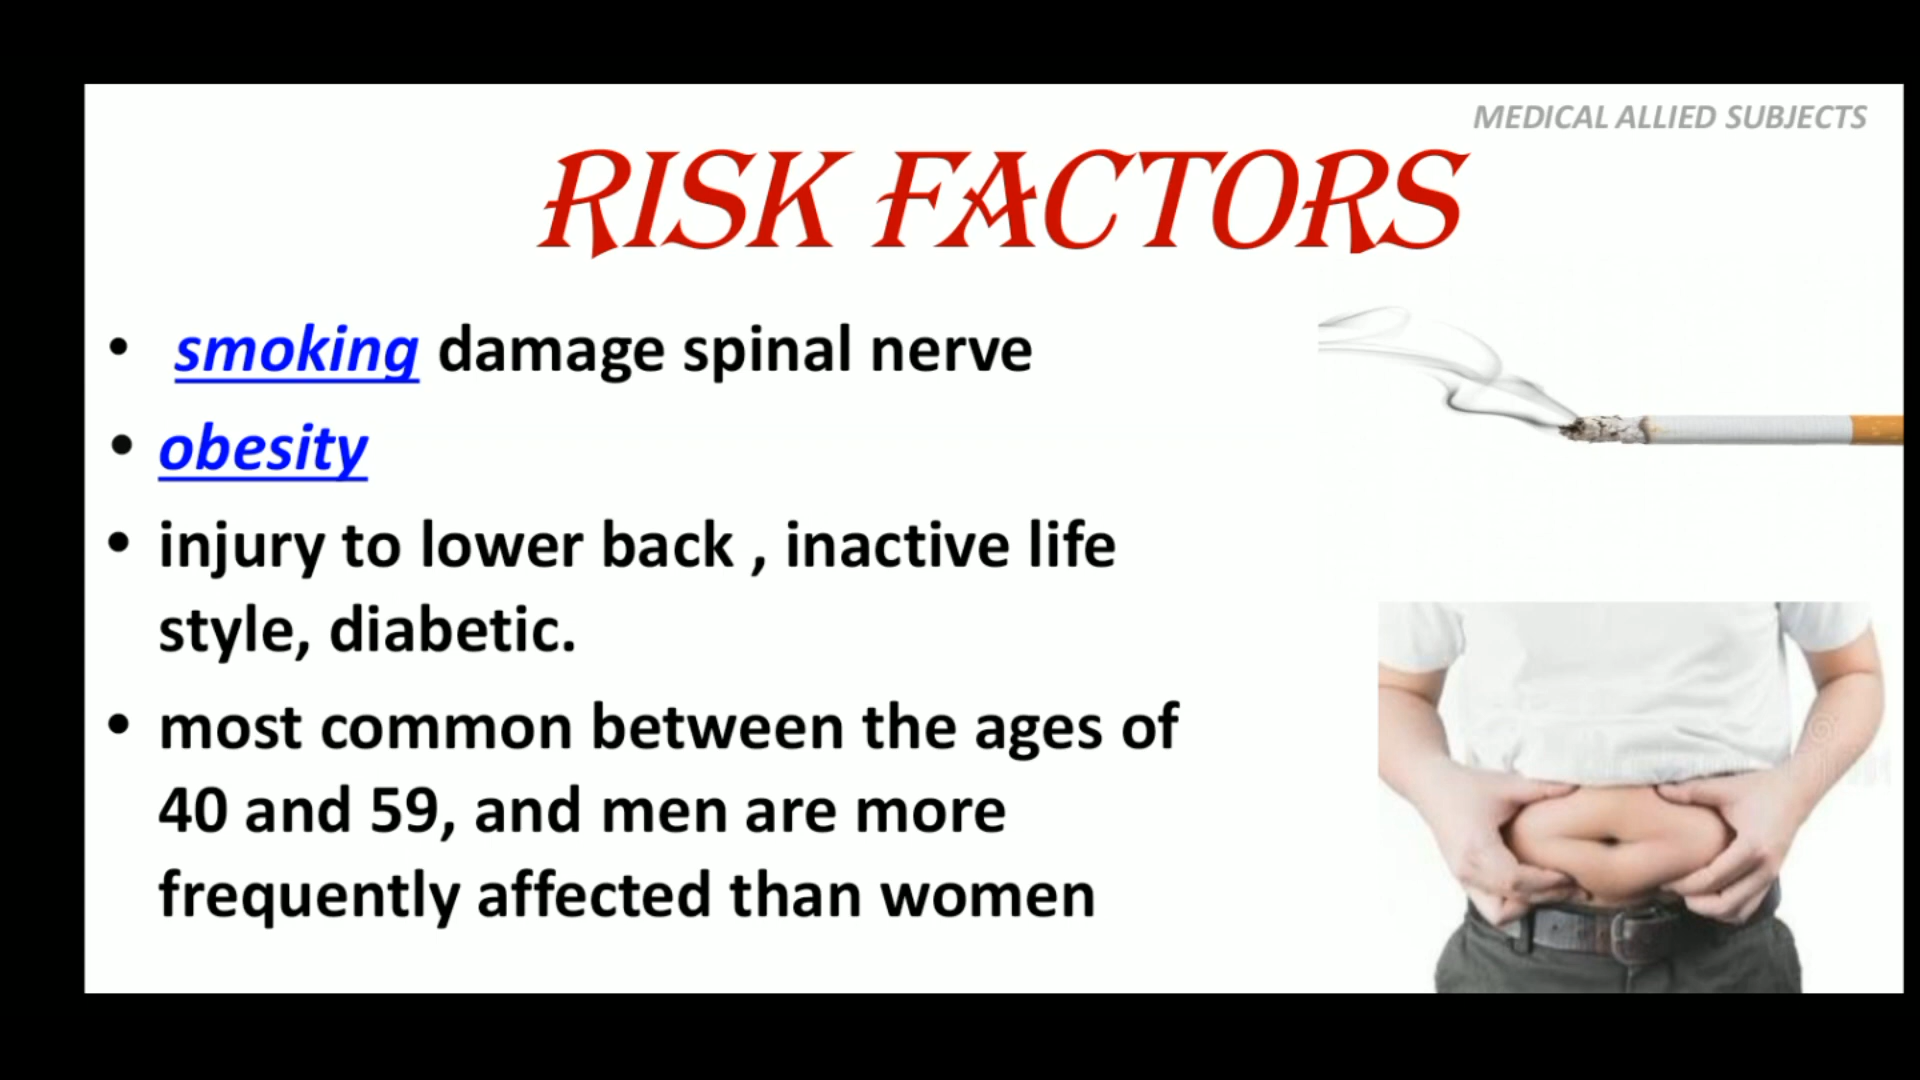 MEDICAL ALLIED SUBJECTS
RISK FACTORS
• smoking damage spinal nerve
• obesity
• injury to lower back , inactive life
style, diabetic.
• most common between the ages of
40 and 59, and men are more
frequently affected than women